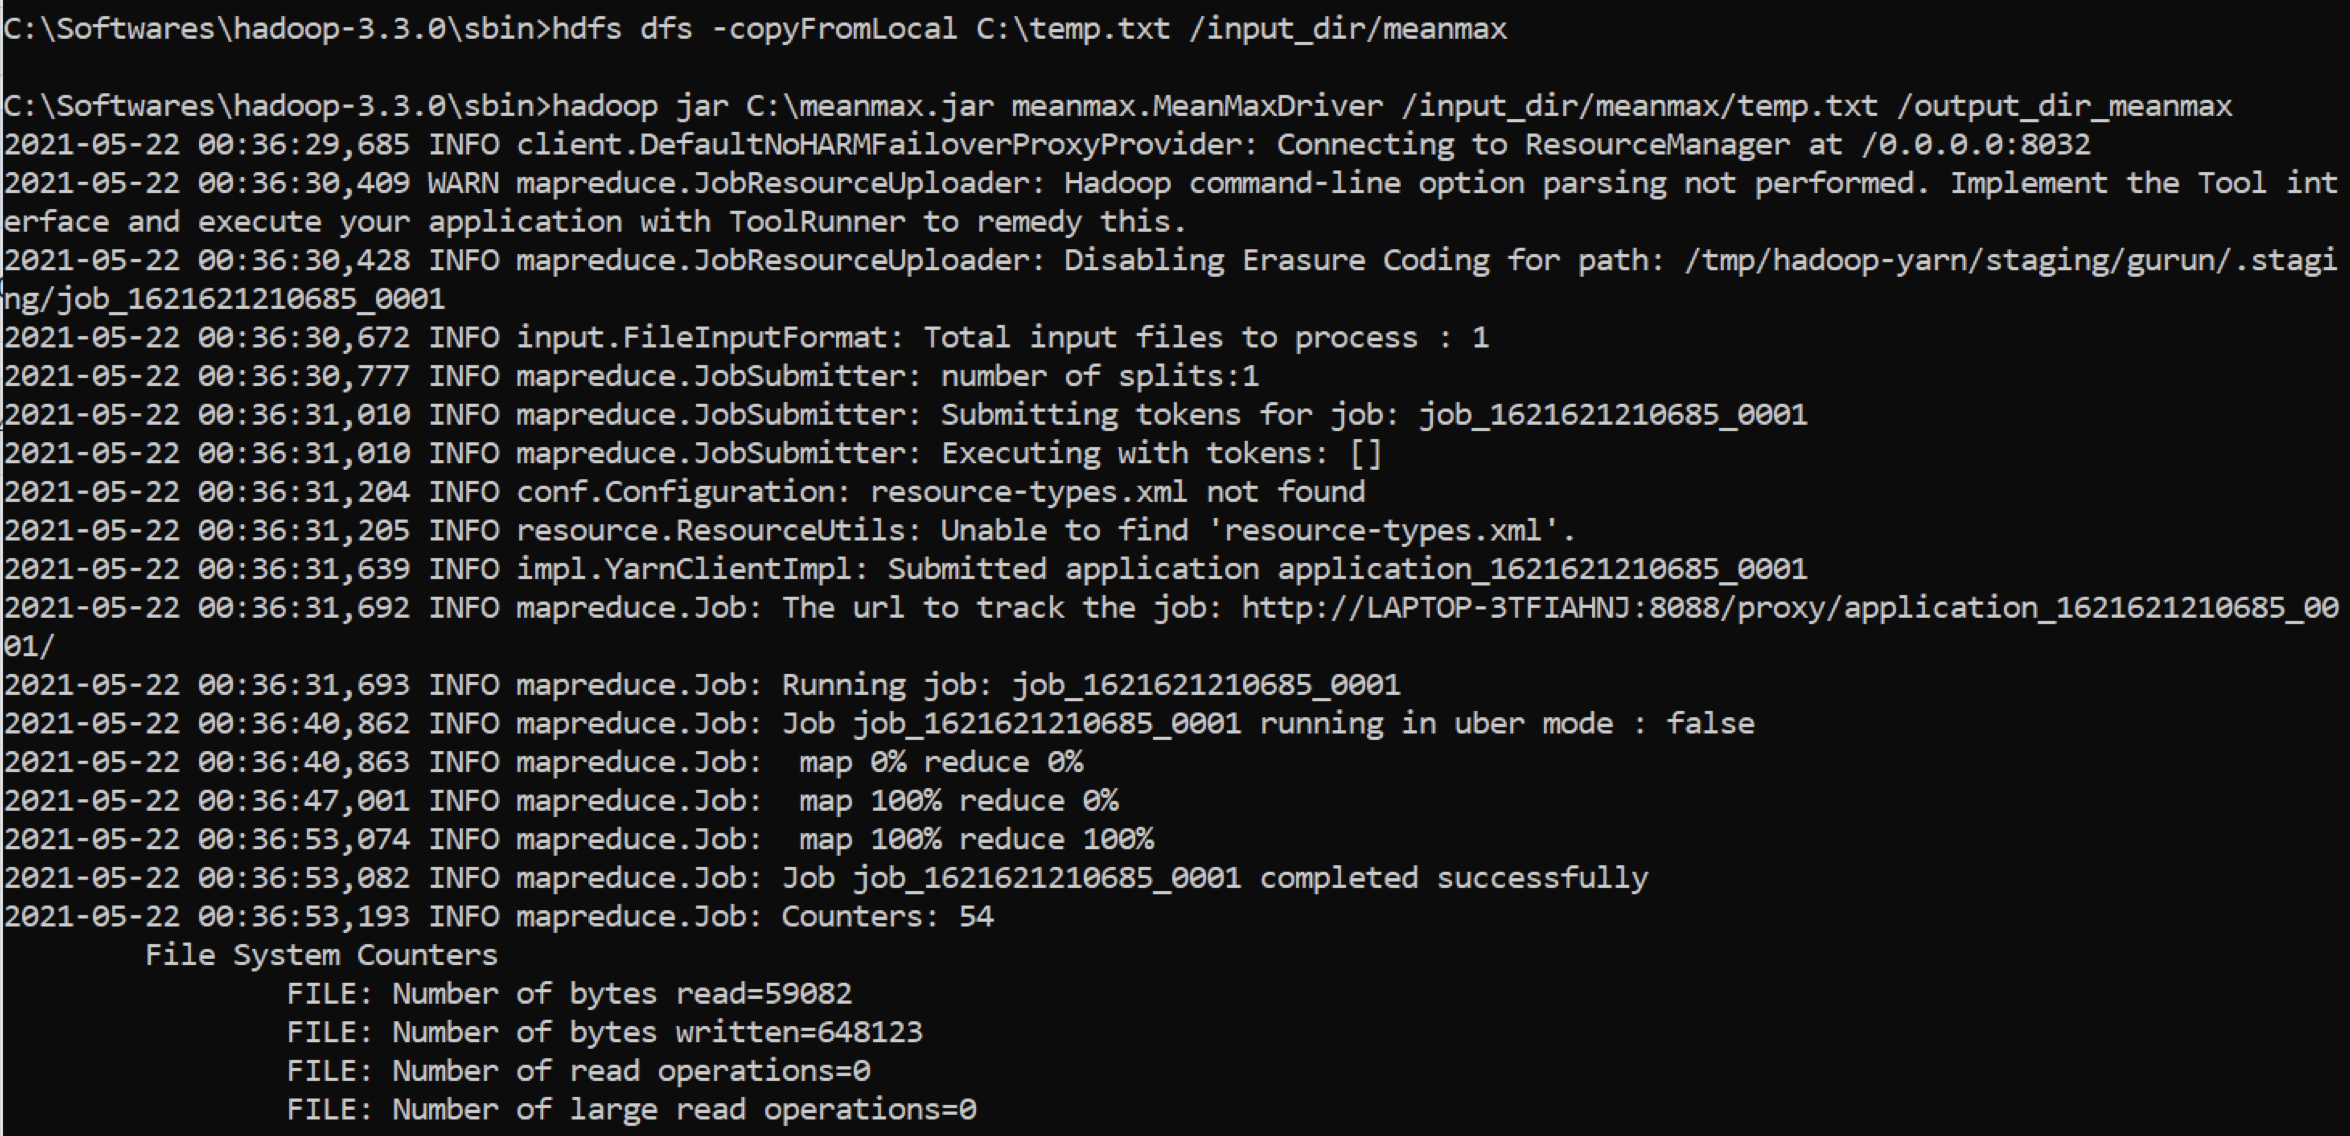 C:\Softwares\hadoop-3.3.0\sbin>hdfs dfs -copyFromLocal C:\temp.txt /input_dir/meanmax
C:\Softwares\hadoop-3.3.0\sbin>hadoop jar C:\meanmax.jar meanmax.MeanMaxDriver /input_dir/meanmax/temp.txt /output_dir_meanmax
2021-05-22 00:36:29,685 INFO client.DefaultNoHARMFailoverProxyProvider: Connecting to ResourceManager at /0.0.0.0:8032
2021-05-22 00:36:30,409 WARN mapreduce.JobResourceUploader: Hadoop command-line option parsing not performed. Implement the Tool int
erface and execute your application with ToolRunner to remedy this.
2021-05-22 00:36:30,428 INFO mapreduce.JobResourceUploader: Disabling Erasure Coding for path: /tmp/hadoop-yarn/staging/gurun/.stagi
ng/job_1621621210685_0001
2021-05-22 00:36:30,672 INFO input.FileInputFormat: Total input files to process : 1
2021-05-22 00:36:30,777 INFO mapreduce.JobSubmitter: number of splits:1
2021-05-22 00:36:31,010 INFO mapreduce.JobSubmitter: Submitting tokens for job: job_1621621210685_0001
2021-05-22 00:36:31,010 INFO mapreduce.JobSubmitter: Executing with tokens: []
2021-05-22 00:36:31,204 INFO conf.Configuration: resource-types.xml not found
2021-05-22 00:36:31,205 INFO resource.ResourceUtils: Unable to find 'resource-types.xml'.
2021-05-22 00:36:31,639 INFO impl.YarnClientImpl: Submitted application application_1621621210685_0001
2021-05-22 00:36:31,692 INFO mapreduce.Job: The url to track the job: http://LAPTOP-3TFIAHNJ:8088/proxy/application_1621621210685_00
01/
2021-05-22 00:36:31,693 INFO mapreduce.Job: Running job: job_1621621210685_0001
2021-05-22 00:36:40,862 INFO mapreduce.Job: Job job_1621621210685_0001 running in uber mode : false
2021-05-22 00:36:40,863 INFO mapreduce.Job:  map 0% reduce 0%
2021-05-22 00:36:47,001 INFO mapreduce.Job:  map 100% reduce 0%
2021-05-22 00:36:53,074 INFO mapreduce.Job:  map 100% reduce 100%
2021-05-22 00:36:53,082 INFO mapreduce.Job: Job job_1621621210685_0001 completed successfully
2021-05-22 00:36:53,193 INFO mapreduce.Job: Counters: 54
File System Counters
FILE: Number of bytes read=59082
FILE: Number of bytes written=648123
FILE: Number of read operations=0
FILE: Number of large read operations=0